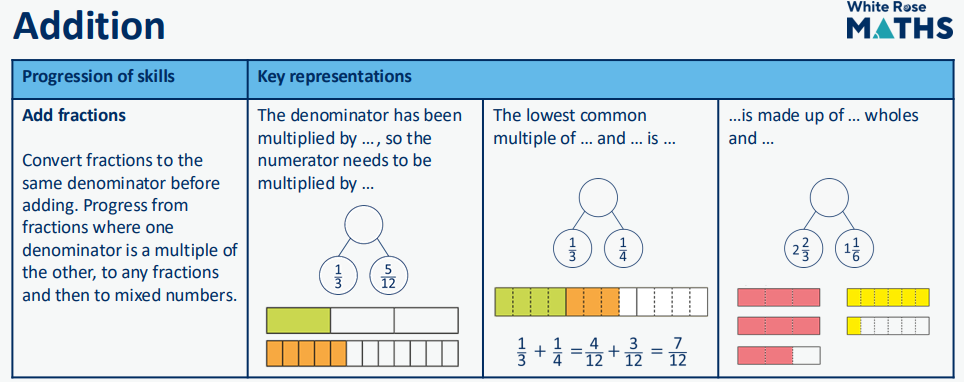 Addition
White Rose
MATHS
Progression of skills
Key representations
Add fractions
Convert fractions to the
same denominator before
adding. Progress from
fractions where one
denominator is a multiple of
the other, to any fractions
and then to mixed numbers.
The denominator has been
multiplied by ..., so the
numerator needs to be
multiplied by ...
1/3 5/12
The lowest common
multiple of ... and ... is ...
1/3 1/4
1/3 + 1/4 = 4/12 + 3/12 = 7/12
...is made up of ... wholes
and ...
2 2/3 1 1/6